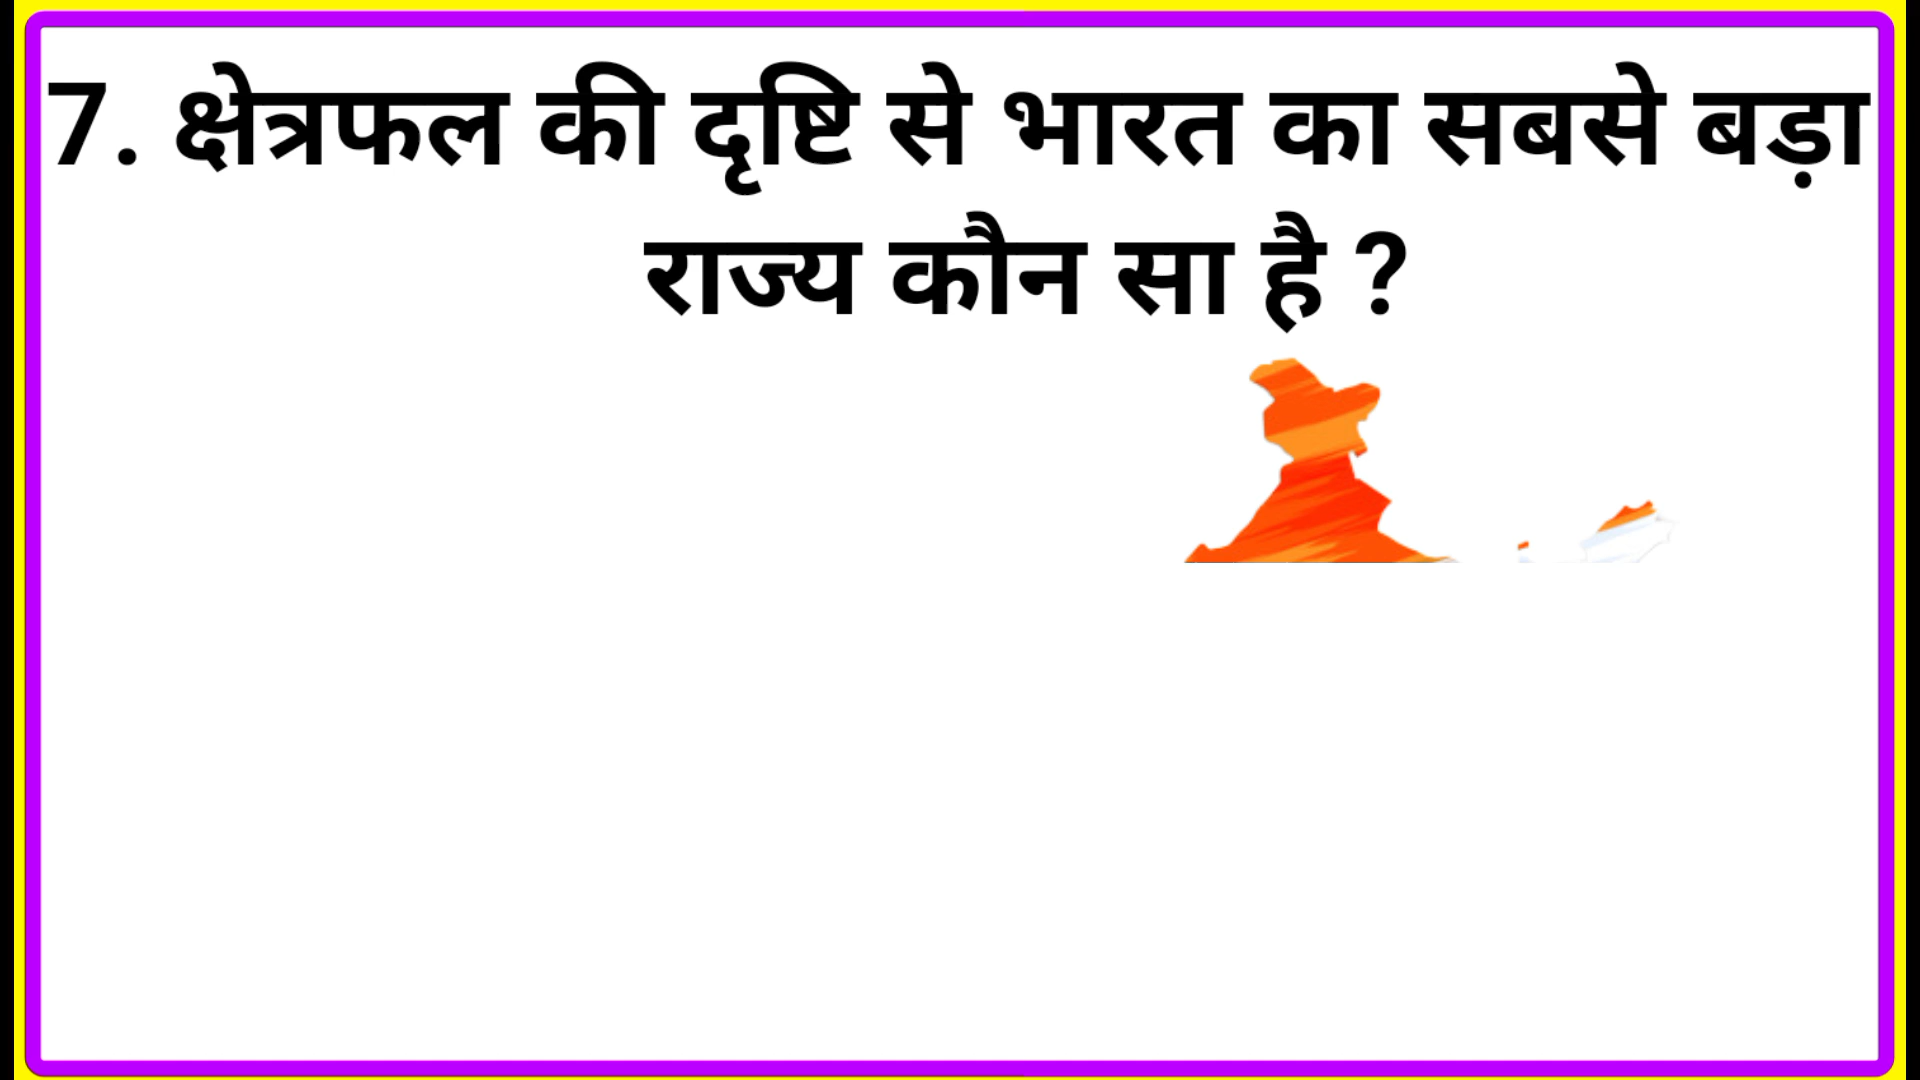 7. क्षेत्रफल की दृष्टि से भारत का सबसे बड़ा
राज्य कौन सा है ?